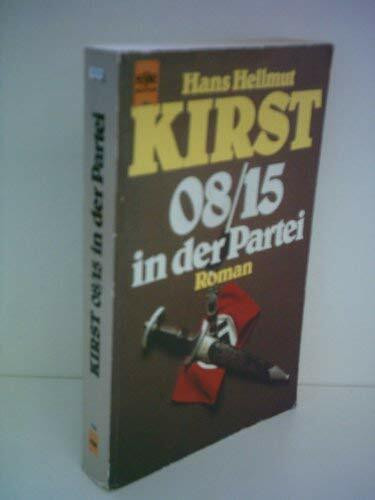 Hans Hellmut
KIRST
08/15
in der Partei
Roman
KIRST 08/15 in der Partei